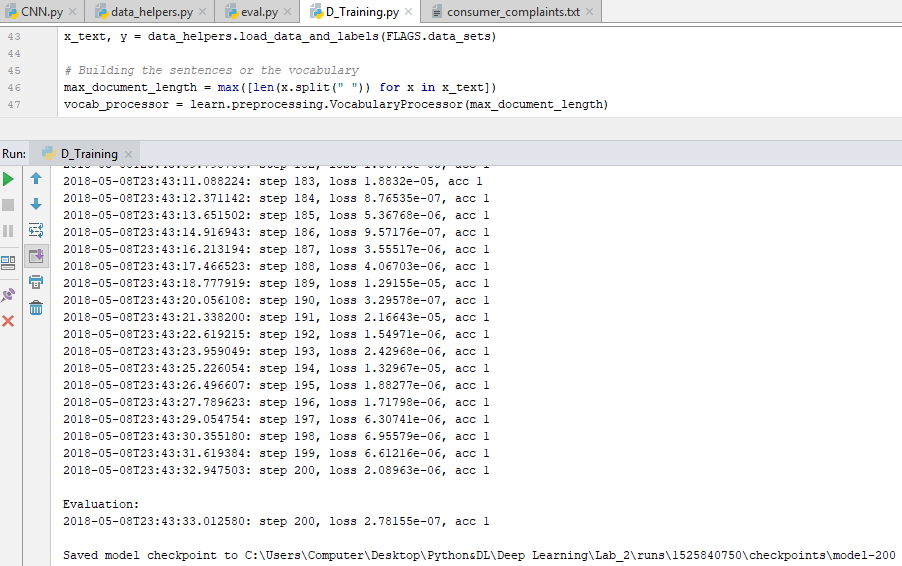 CNN.py data_helpers.py eval.py D_Training.py consumer_complaints.txt
43 x_text, y = data_helpers.load_data_and_labels(FLAGS.data_sets)
44
45 # Building the sentences or the vocabulary
46 max_document_length = max([len(x.split(" ")) for x in x_text])
47 vocab_processor = learn.preprocessing.VocabularyProcessor(max_document_length)
Run: D_Training
2018-05-08T23:43:11.088224: step 183, loss 1.8832e-05, acc 1
2018-05-08T23:43:12.371142: step 184, loss 8.76535e-07, acc 1
2018-05-08T23:43:13.651502: step 185, loss 5.36768e-06, acc 1
2018-05-08T23:43:14.916943: step 186, loss 9.57176e-07, acc 1
2018-05-08T23:43:16.213194: step 187, loss 3.55517e-06, acc 1
2018-05-08T23:43:17.466523: step 188, loss 4.06703e-06, acc 1
2018-05-08T23:43:18.777919: step 189, loss 1.29155e-05, acc 1
2018-05-08T23:43:20.056108: step 190, loss 3.29578e-07, acc 1
2018-05-08T23:43:21.338200: step 191, loss 2.16643e-05, acc 1
2018-05-08T23:43:22.619215: step 192, loss 1.54971e-06, acc 1
2018-05-08T23:43:23.959049: step 193, loss 2.42968e-06, acc 1
2018-05-08T23:43:25.226054: step 194, loss 1.32967e-05, acc 1
2018-05-08T23:43:26.496607: step 195, loss 1.88277e-06, acc 1
2018-05-08T23:43:27.789623: step 196, loss 1.71798e-06, acc 1
2018-05-08T23:43:29.054754: step 197, loss 6.30741e-06, acc 1
2018-05-08T23:43:30.355180: step 198, loss 6.95579e-06, acc 1
2018-05-08T23:43:31.619384: step 199, loss 6.61216e-06, acc 1
2018-05-08T23:43:32.947503: step 200, loss 2.08963e-06, acc 1
Evaluation:
2018-05-08T23:43:33.012580: step 200, loss 2.78155e-07, acc 1
Saved model checkpoint to C:\Users\Computer\Desktop\Python&DL\Deep Learning\Lab_2\runs\1525840750\checkpoints\model-200